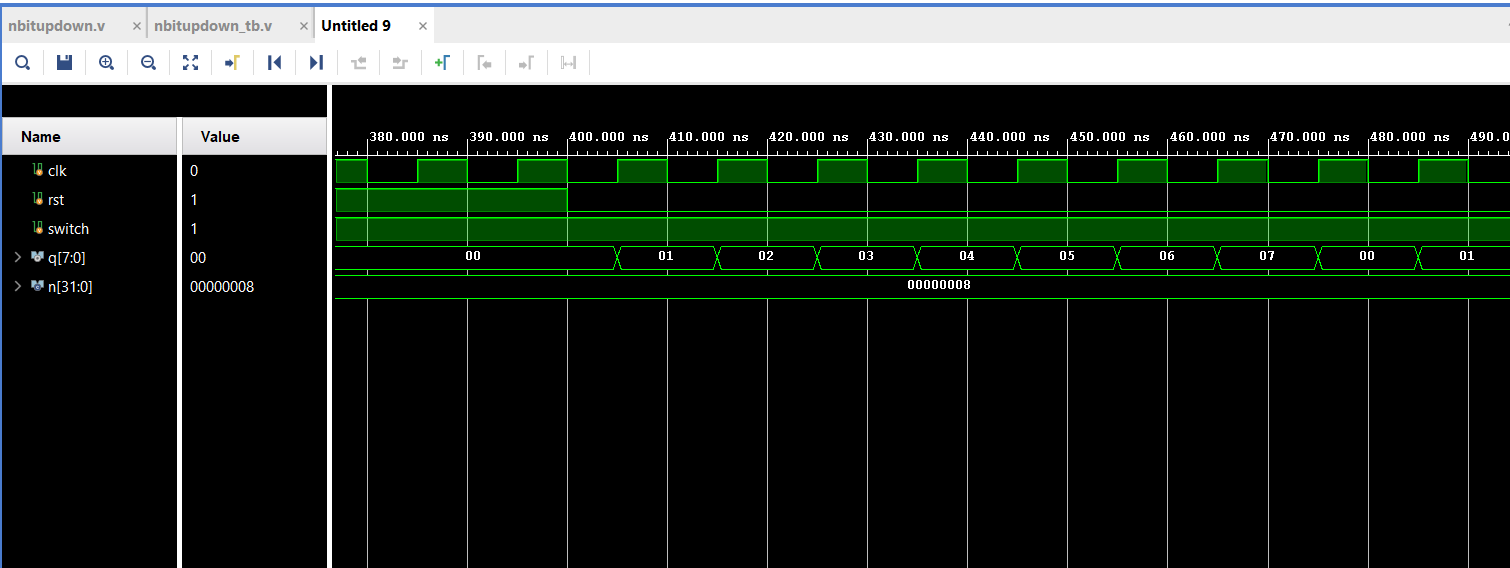 nbitupdown.v × nbitupdown_tb.v × Untitled 9 ×
Name Value
380.000 ns 390.000 ns 400.000 ns 410.000 ns 420.000 ns 430.000 ns 440.000 ns 450.000 ns 460.000 ns 470.000 ns 480.000 ns 490.0
clk 0
rst 1
switch 1
q[7:0] 00 00 01 02 03 04 05 06 07 00 01
n[31:0] 00000008 00000008